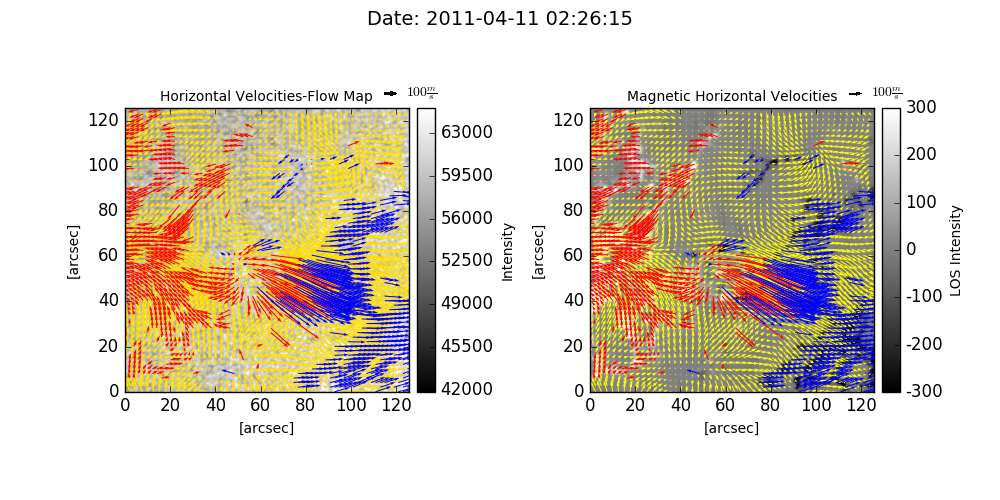 Date: 2011-04-11 02:26:15
Horizontal Velocities-Flow Map
100 m/s
120
100
80
60
40
20
0
0 20 40 60 80 100 120
[arcsec]
[arcsec]
63000
59500
56000
52500
49000
45500
42000
Intensity
Magnetic Horizontal Velocities
100 m/s
120
100
80
60
40
20
0
0 20 40 60 80 100 120
[arcsec]
[arcsec]
300
200
100
0
-100
-200
-300
LOS Intensity